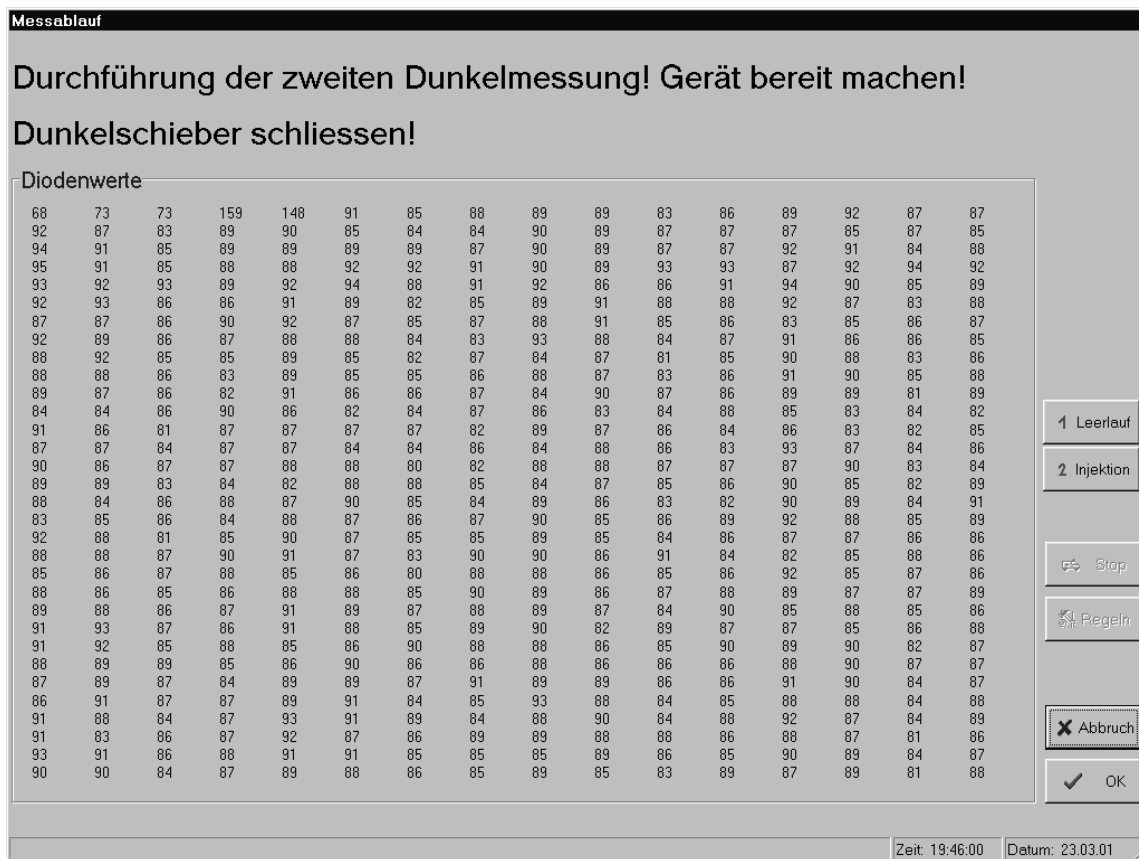 Messablauf
Durchführung der zweiten Dunkelmessung! Gerät bereit machen!
Dunkelschieber schliessen!
Diodenwerte
68 73 73 159 148 91 85 88 89 89 83 86 89 92 87 87
92 87 83 89 90 85 84 84 90 89 87 87 87 85 87 85
94 91 85 89 89 89 89 87 90 89 87 87 92 91 84 88
95 91 85 88 88 92 92 91 90 89 93 93 87 92 94 92
93 92 93 89 92 94 88 91 92 86 86 91 94 90 85 89
92 93 86 86 91 89 82 85 89 91 88 88 92 87 83 88
87 87 86 90 92 87 85 87 88 91 85 86 83 85 86 87
92 89 86 87 88 88 84 83 93 88 84 87 91 86 86 85
88 92 85 85 89 85 82 87 84 87 81 85 90 88 83 86
88 88 86 83 89 85 85 86 88 87 83 86 91 90 85 88
89 87 86 82 91 86 86 87 84 90 87 86 89 89 81 89
84 84 86 90 86 82 84 87 86 83 84 88 85 83 84 82
91 86 81 87 87 87 87 82 89 87 86 84 86 83 82 85
87 87 84 87 87 84 84 86 84 88 86 83 93 87 84 86
90 86 87 87 88 88 80 82 88 88 87 87 87 90 83 84
89 89 83 84 82 88 88 85 84 87 85 86 90 85 82 89
88 84 86 88 87 90 85 84 89 86 83 82 90 89 84 91
83 85 86 84 88 87 86 87 90 85 86 89 92 88 85 89
92 88 81 85 90 87 85 85 89 85 84 86 87 87 86 86
88 88 87 90 91 87 83 90 90 86 91 84 82 85 88 86
85 86 87 88 85 86 80 88 88 86 85 86 92 85 87 86
88 86 85 86 88 88 85 90 89 86 87 88 89 87 87 89
89 88 86 87 91 89 87 88 89 87 84 90 85 88 85 86
91 93 87 86 91 88 85 89 90 82 89 87 87 85 86 88
91 92 85 88 85 86 90 88 88 86 85 90 89 90 82 87
88 89 89 85 86 90 86 86 88 86 86 86 88 90 87 87
87 89 87 84 89 89 87 91 89 89 86 86 91 90 84 87
86 91 87 87 89 91 84 85 93 88 84 85 88 88 84 88
91 88 84 87 93 91 89 84 88 90 84 88 92 87 84 89
91 83 86 87 92 87 86 89 89 88 88 86 88 87 81 86
93 91 86 88 91 91 85 85 85 89 86 85 90 89 84 87
90 90 84 87 89 88 86 85 89 85 83 89 87 89 81 88
1 Leerlauf
2 Injektion
Stop
Regeln
Abbruch
OK
Zeit: 19:46:00 Datum: 23.03.01